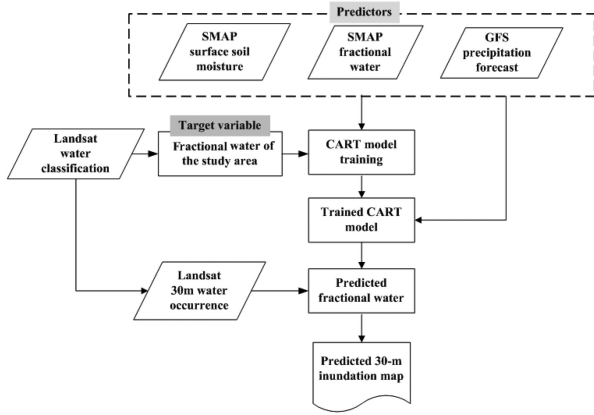 Predictors
SMAP
surface soil
moisture
SMAP
fractional
water
GFS
precipitation
forecast
Target variable
Landsat
water
classification
Fractional water of
the study area
CART model
training
Trained CART
model
Landsat
30m water
occurrence
Predicted
fractional water
Predicted 30-m
inundation map